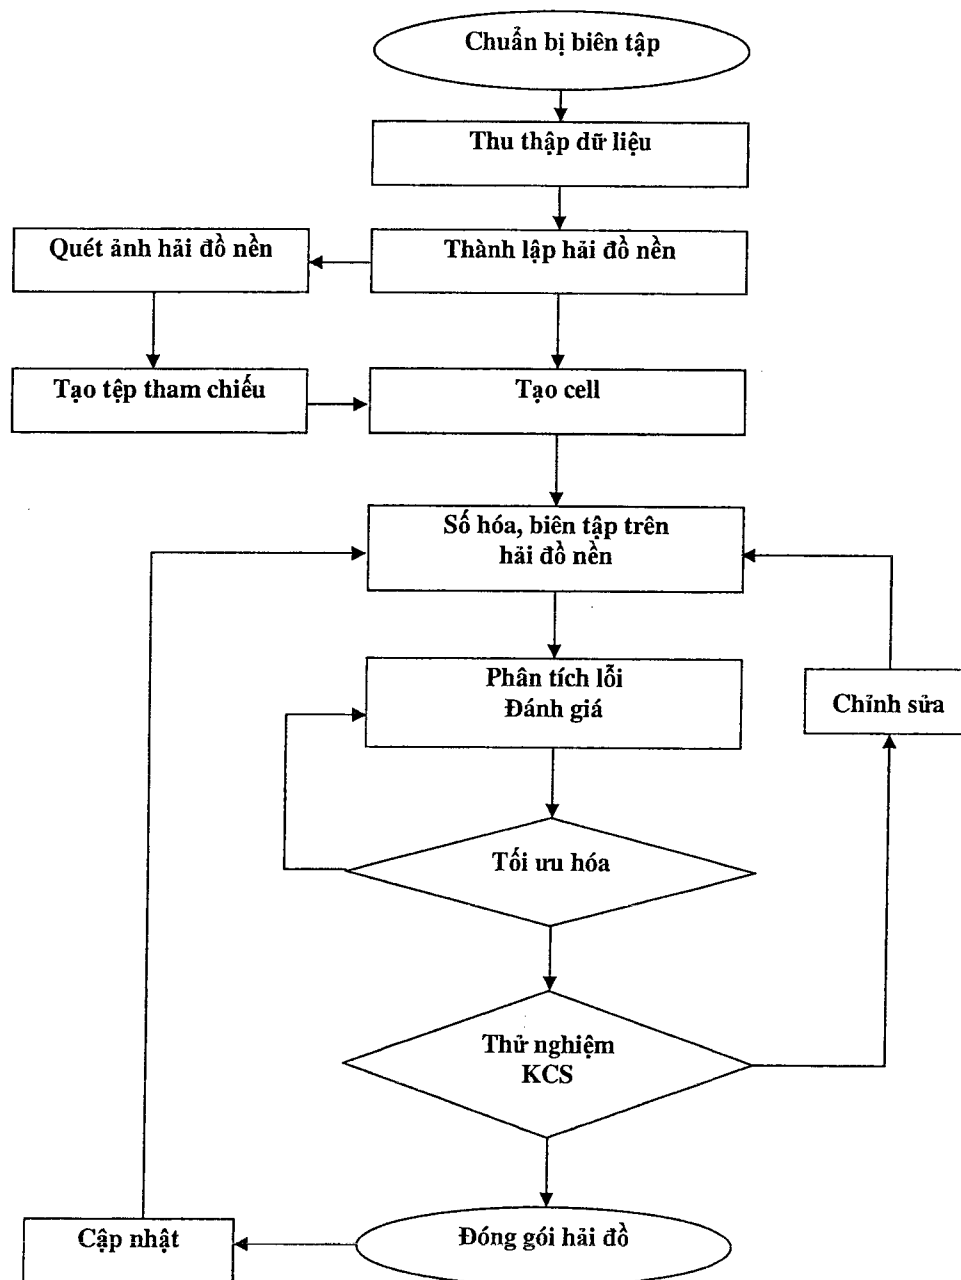 Chuẩn bị biên tập
Thu thập dữ liệu
Quét ảnh hải đồ nền
Thành lập hải đồ nền
Tạo tệp tham chiếu
Tạo cell
Số hóa, biên tập trên
hải đồ nền
Phân tích lỗi
Đánh giá
Chỉnh sửa
Tối ưu hóa
Thử nghiệm
KCS
Cập nhật
Đóng gói hải đồ